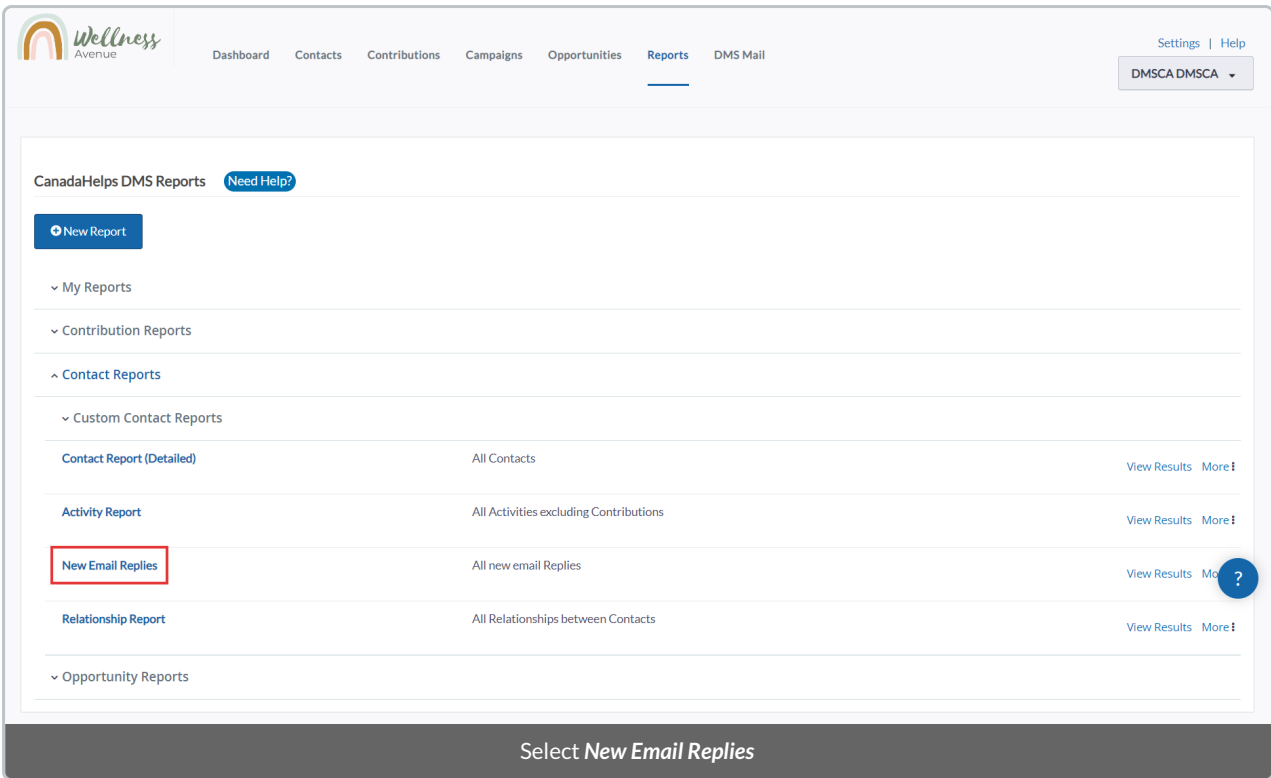 Wellness
Avenue
Dashboard Contacts Contributions Campaigns Opportunities Reports DMS Mail
Settings | Help
DMSCA DMSCA
CanadaHelps DMS Reports Need Help?
New Report
My Reports
Contribution Reports
Contact Reports
Custom Contact Reports
Contact Report (Detailed) All Contacts View Results More
Activity Report All Activities excluding Contributions View Results More
New Email Replies All new email Replies View Results Mo ?
Relationship Report All Relationships between Contacts View Results More
Opportunity Reports
Select New Email Replies